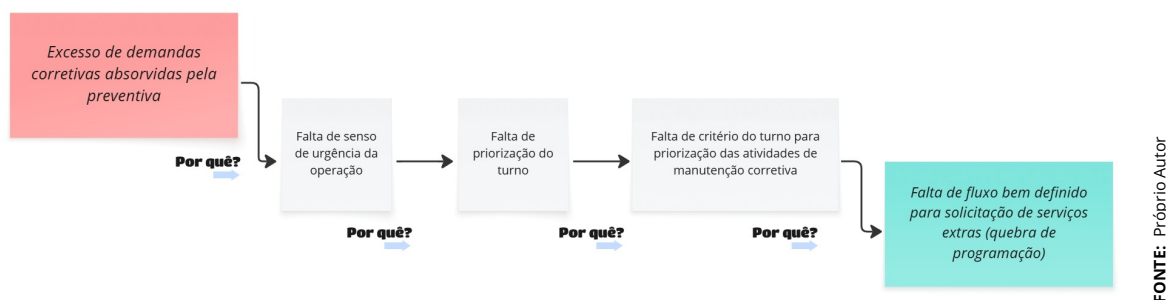 Excesso de demandas
corretivas absorvidas pela
preventiva
Por quê?
Falta de senso
de urgência da
operação
Por quê?
Falta de
priorização do
turno
Por quê?
Falta de critério do turno para
priorização das atividades de
manutenção corretiva
Por quê?
Falta de fluxo bem definido
para solicitação de serviços
extras (quebra de
programação)
FONTE: Próprio Autor